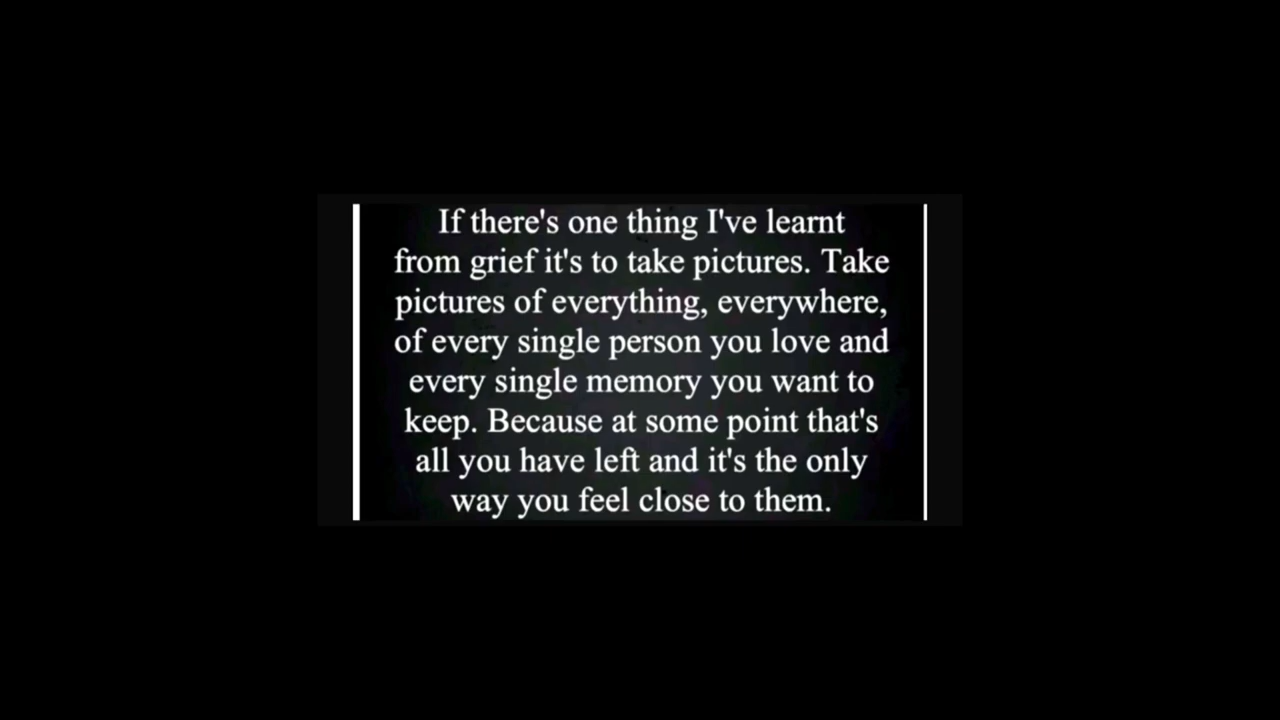 If there's one thing I've learnt
from grief it's to take pictures. Take
pictures of everything, everywhere,
of every single person you love and
every single memory you want to
keep. Because at some point that's
all you have left and it's the only
way you feel close to them.